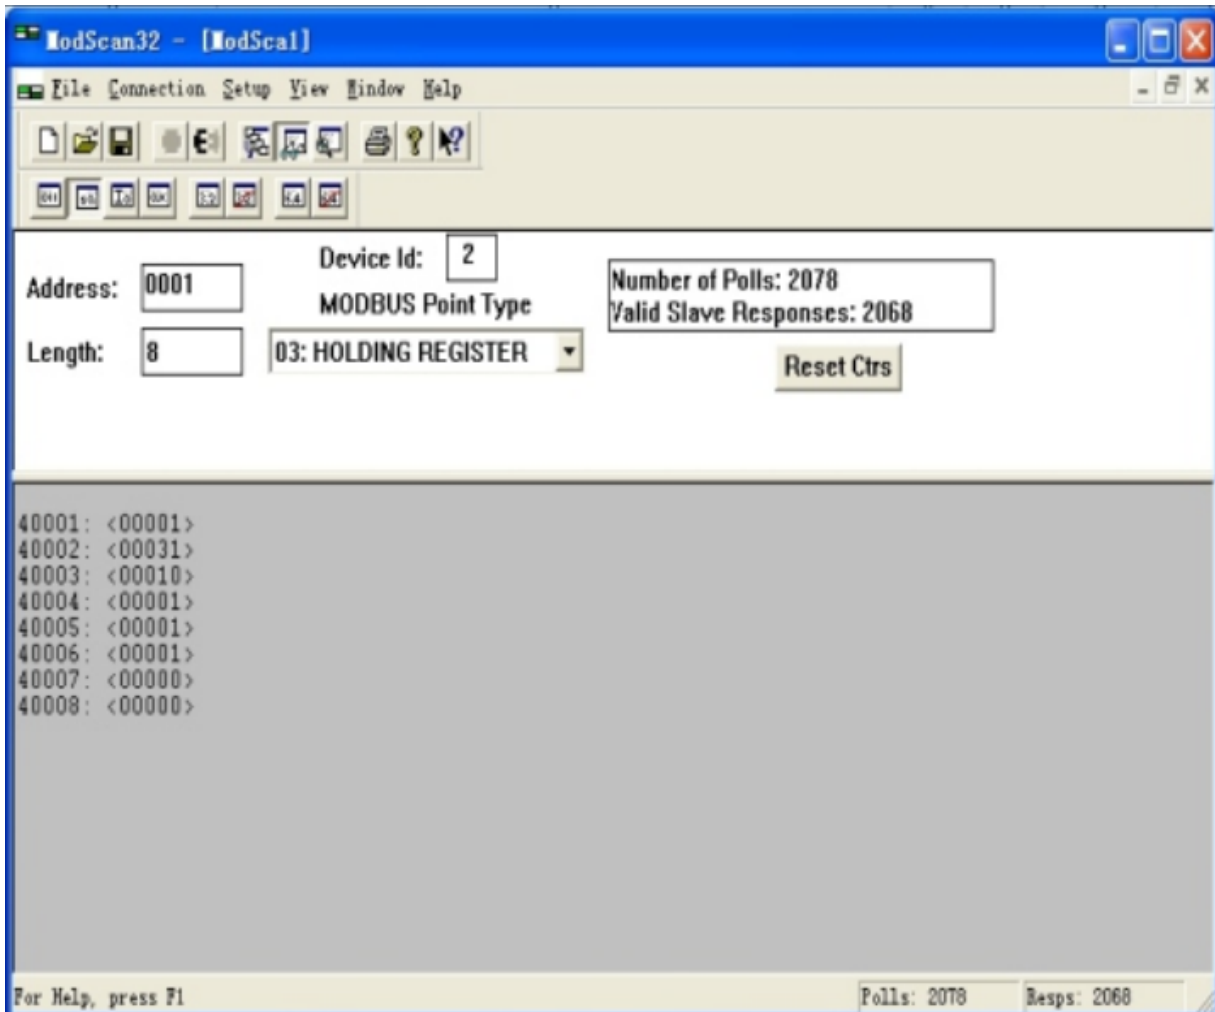 ModScan32 - [ModSca1]
File Connection Setup View Window Help
Address: 0001
Device Id: 2
MODBUS Point Type
Number of Polls: 2078
Valid Slave Responses: 2068
Length: 8
03: HOLDING REGISTER
Reset Ctrs
40001: <00001>
40002: <00031>
40003: <00010>
40004: <00001>
40005: <00001>
40006: <00001>
40007: <00000>
40008: <00000>
For Help, press F1
Polls: 2078
Resps: 2068